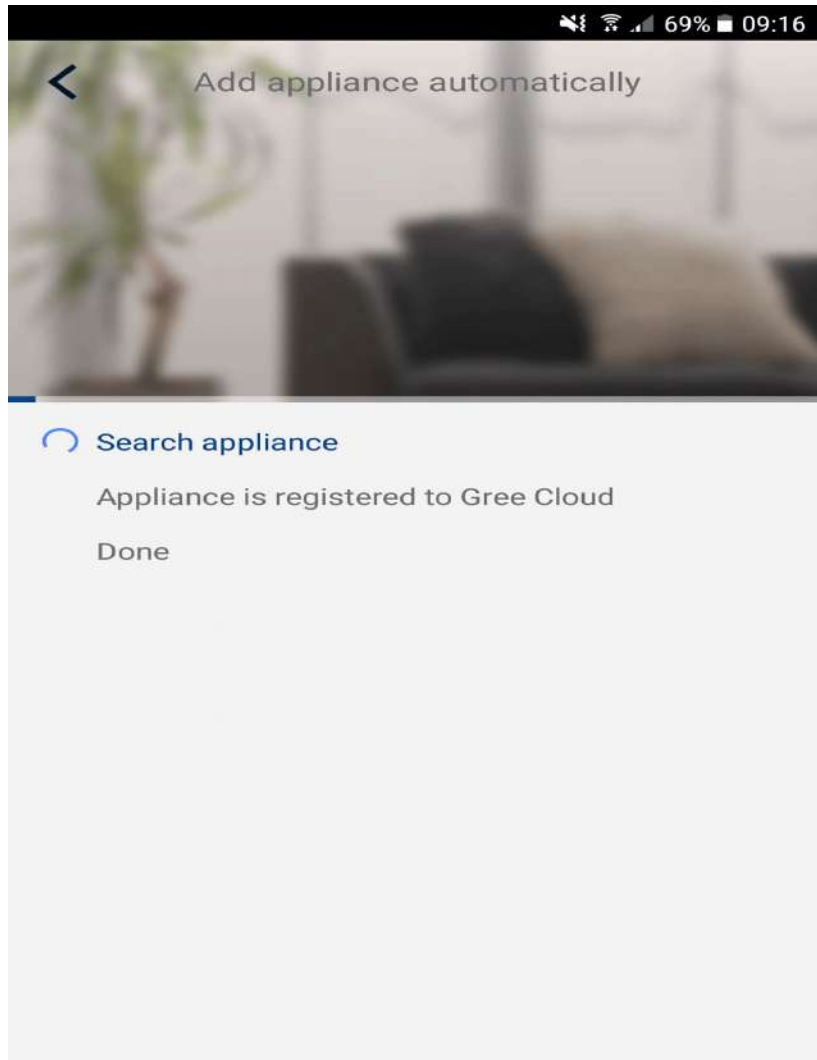 69% 09:16
Add appliance automatically
Search appliance
Appliance is registered to Gree Cloud
Done